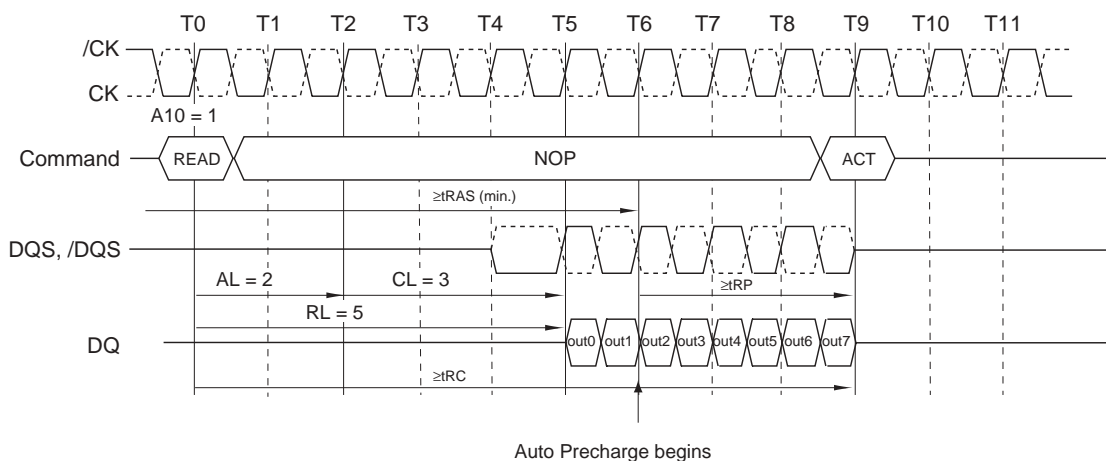 T0 T1 T2 T3 T4 T5 T6 T7 T8 T9 T10 T11
/CK
CK
A10 = 1
Command READ NOP ACT
≥tRAS (min.)
DQS, /DQS
AL = 2 CL = 3 ≥tRP
RL = 5
DQ out0 out1 out2 out3 out4 out5 out6 out7
≥tRC
Auto Precharge begins